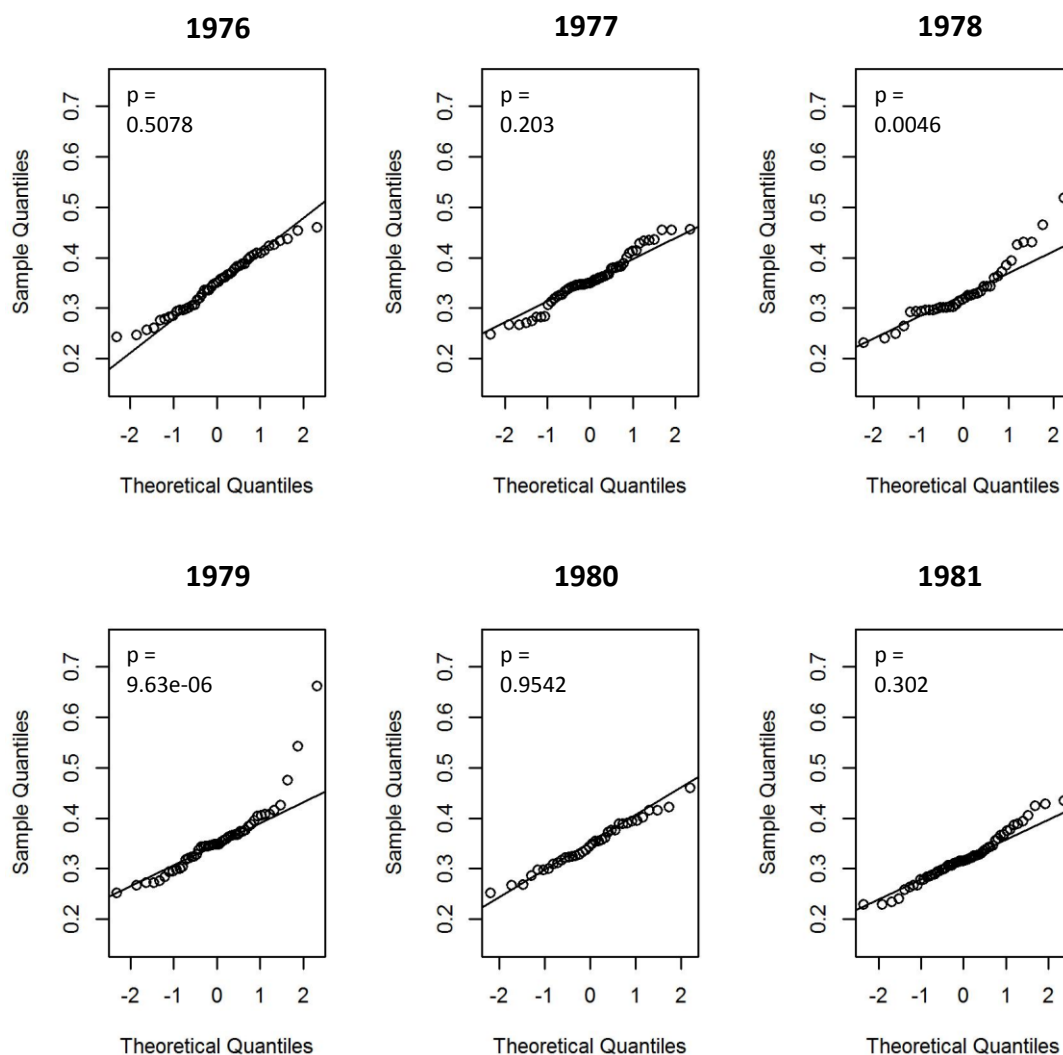 1976 1977 1978
p =
0.5078
p =
0.203
p =
0.0046
Sample Quantiles
0.7
0.6
0.5
0.4
0.3
0.2
-2 -1 0 1 2
Theoretical Quantiles
Sample Quantiles
0.7
0.6
0.5
0.4
0.3
0.2
-2 -1 0 1 2
Theoretical Quantiles
Sample Quantiles
0.7
0.6
0.5
0.4
0.3
0.2
-2 -1 0 1 2
Theoretical Quantiles
1979 1980 1981
p =
9.63e-06
p =
0.9542
p =
0.302
Sample Quantiles
0.7
0.6
0.5
0.4
0.3
0.2
-2 -1 0 1 2
Theoretical Quantiles
Sample Quantiles
0.7
0.6
0.5
0.4
0.3
0.2
-2 -1 0 1 2
Theoretical Quantiles
Sample Quantiles
0.7
0.6
0.5
0.4
0.3
0.2
-2 -1 0 1 2
Theoretical Quantiles